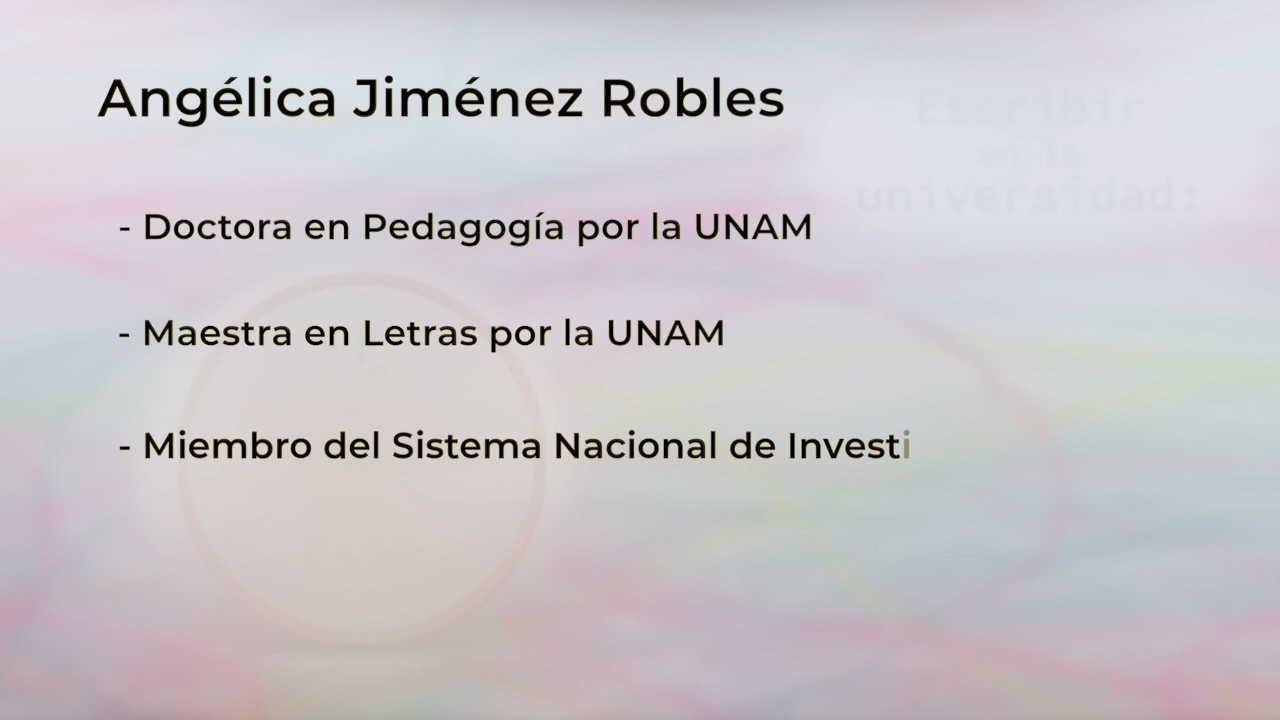 Angélica Jiménez Robles
Escribir
en la
universidad:
- Doctora en Pedagogía por la UNAM
- Maestra en Letras por la UNAM
- Miembro del Sistema Nacional de Investi